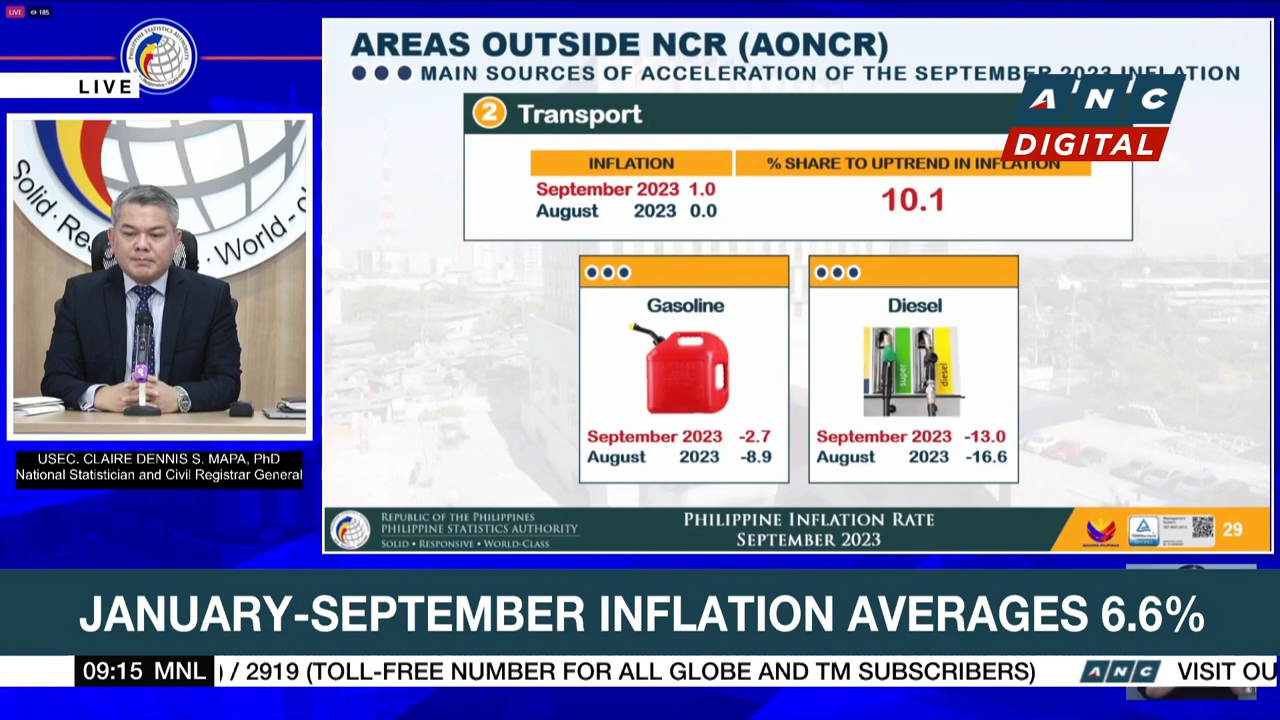 LIVE 185
PHILIPPINE STATISTICS AUTHORITY
LIVE
Solid
World
USEC. CLAIRE DENNIS S. MAPA, PhD
National Statistician and Civil Registrar General
AREAS OUTSIDE NCR (AONCR)
MAIN SOURCES OF ACCELERATION OF THE SEPTEMBER 2023 INFLATION
ANC
DIGITAL
2 Transport
INFLATION
September 2023 1.0
August 2023 0.0
% SHARE TO UPTREND IN INFLATION
10.1
Gasoline
September 2023 -2.7
August 2023 -8.9
Diesel
super
diesel
September 2023 -13.0
August 2023 -16.6
REPUBLIC OF THE PHILIPPINES
PHILIPPINE STATISTICS AUTHORITY
SOLID • RESPONSIVE • WORLD-CLASS
PHILIPPINE INFLATION RATE
SEPTEMBER 2023
29
JANUARY-SEPTEMBER INFLATION AVERAGES 6.6%
09:15 MNL ) / 2919 (TOLL-FREE NUMBER FOR ALL GLOBE AND TM SUBSCRIBERS) ANC VISIT OU